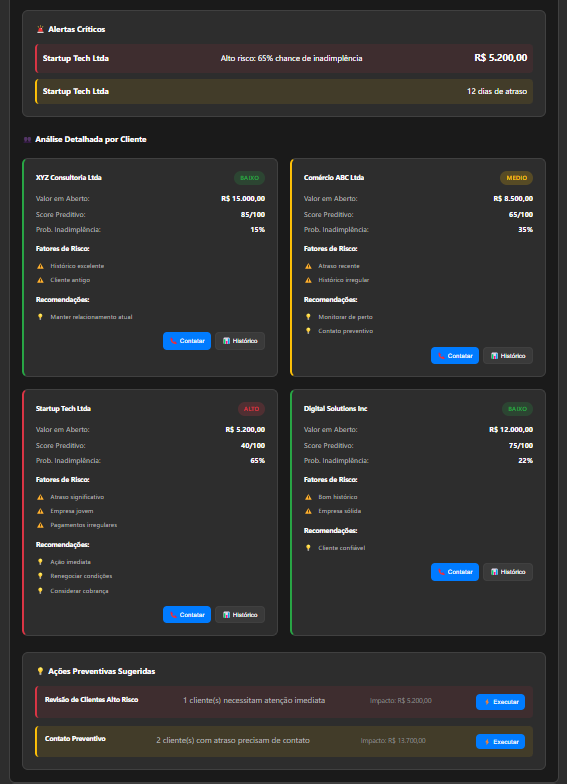 Alertas Críticos
Startup Tech Ltda Alto risco: 65% chance de inadimplência R$ 5.200,00
Startup Tech Ltda 12 dias de atraso
Análise Detalhada por Cliente
XYZ Consultoria Ltda BAIXO
Valor em Aberto: R$ 15.000,00
Score Preditivo: 85/100
Prob. Inadimplência: 15%
Fatores de Risco:
Histórico excelente
Cliente antigo
Recomendações:
Manter relacionamento atual
Contatar Histórico
Comércio ABC Ltda MEDIO
Valor em Aberto: R$ 8.500,00
Score Preditivo: 65/100
Prob. Inadimplência: 35%
Fatores de Risco:
Atraso recente
Histórico irregular
Recomendações:
Monitorar de perto
Contato preventivo
Contatar Histórico
Startup Tech Ltda ALTO
Valor em Aberto: R$ 5.200,00
Score Preditivo: 40/100
Prob. Inadimplência: 65%
Fatores de Risco:
Atraso significativo
Empresa jovem
Pagamentos irregulares
Recomendações:
Ação imediata
Renegociar condições
Considerar cobrança
Contatar Histórico
Digital Solutions Inc BAIXO
Valor em Aberto: R$ 12.000,00
Score Preditivo: 75/100
Prob. Inadimplência: 22%
Fatores de Risco:
Bom histórico
Empresa sólida
Recomendações:
Cliente confiável
Contatar Histórico
Ações Preventivas Sugeridas
Revisão de Clientes Alto Risco 1 cliente(s) necessitam atenção imediata Impacto: R$ 5.200,00 Executar
Contato Preventivo 2 cliente(s) com atraso precisam de contato Impacto: R$ 13.700,00 Executar